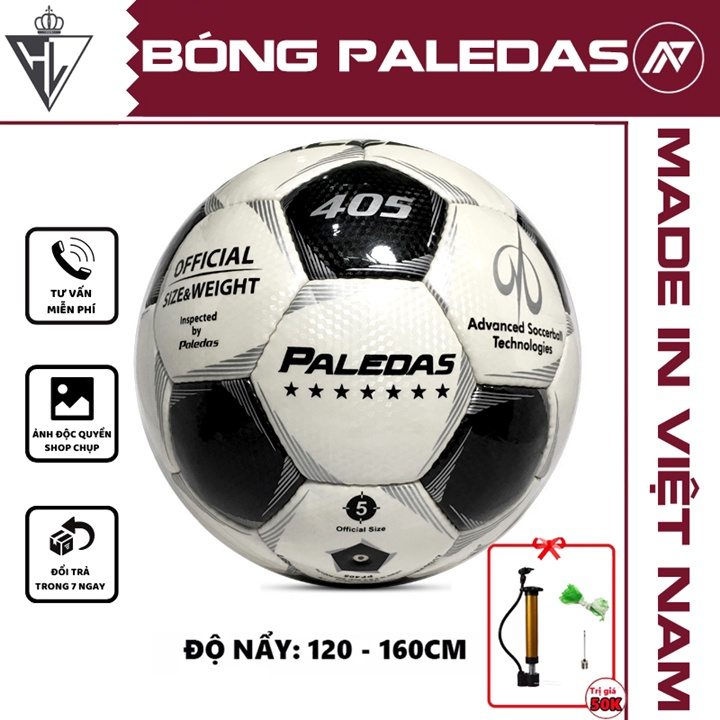 HL
BÓNG PALEDAS
MADE IN VIỆT NAM
405
OFFICIAL
SIZE&WEIGHT
Inspected
by
Paledas
Advanced Soccerball
Technologies
PALEDAS
5
Official Size
TƯ VẤN
MIỄN PHÍ
ẢNH ĐỘC QUYỀN
SHOP CHỤP
ĐỔI TRẢ
TRONG 7 NGAY
ĐỘ NẨY: 120 - 160CM
Trị giá
50K